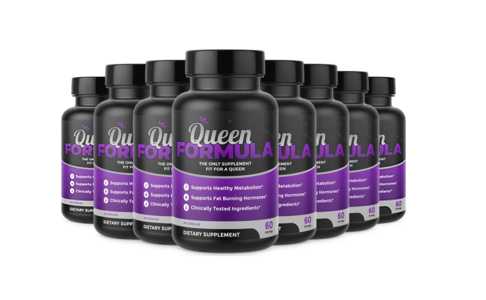 Queen
FORMULA
THE ONLY SUPPLEMENT
FIT FOR A QUEEN
Supports Healthy Metabolism*
Supports Fat Burning Hormones*
Clinically Tested Ingredients*
60
DIETARY SUPPLEMENT